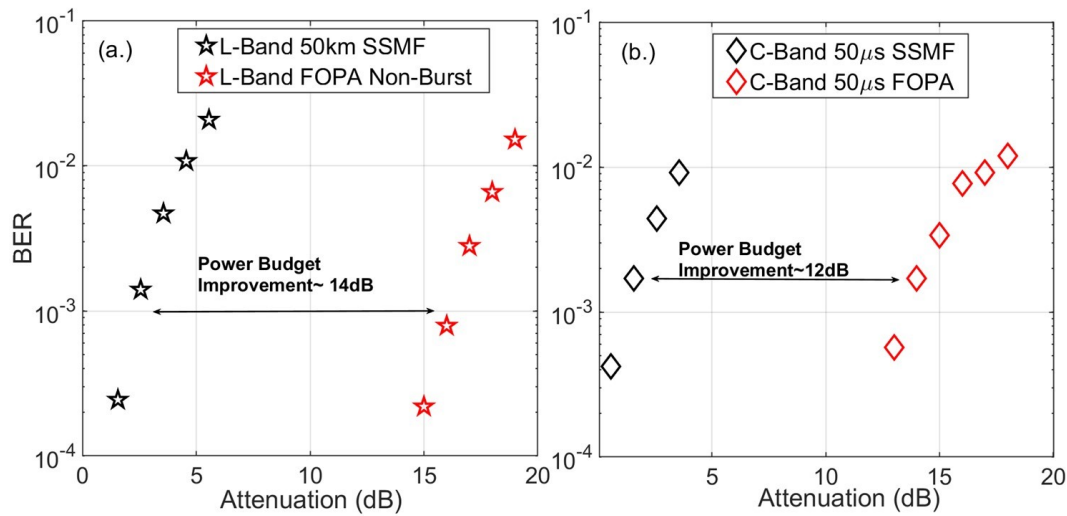 (a.)
L-Band 50km SSMF
L-Band FOPA Non-Burst
BER
10⁻¹
10⁻²
10⁻³
10⁻⁴
Power Budget
Improvement~ 14dB
0
5
10
15
20
Attenuation (dB)
(b.)
C-Band 50μs SSMF
C-Band 50μs FOPA
10⁻¹
10⁻²
10⁻³
10⁻⁴
Power Budget
Improvement~12dB
5
10
15
20
Attenuation (dB)